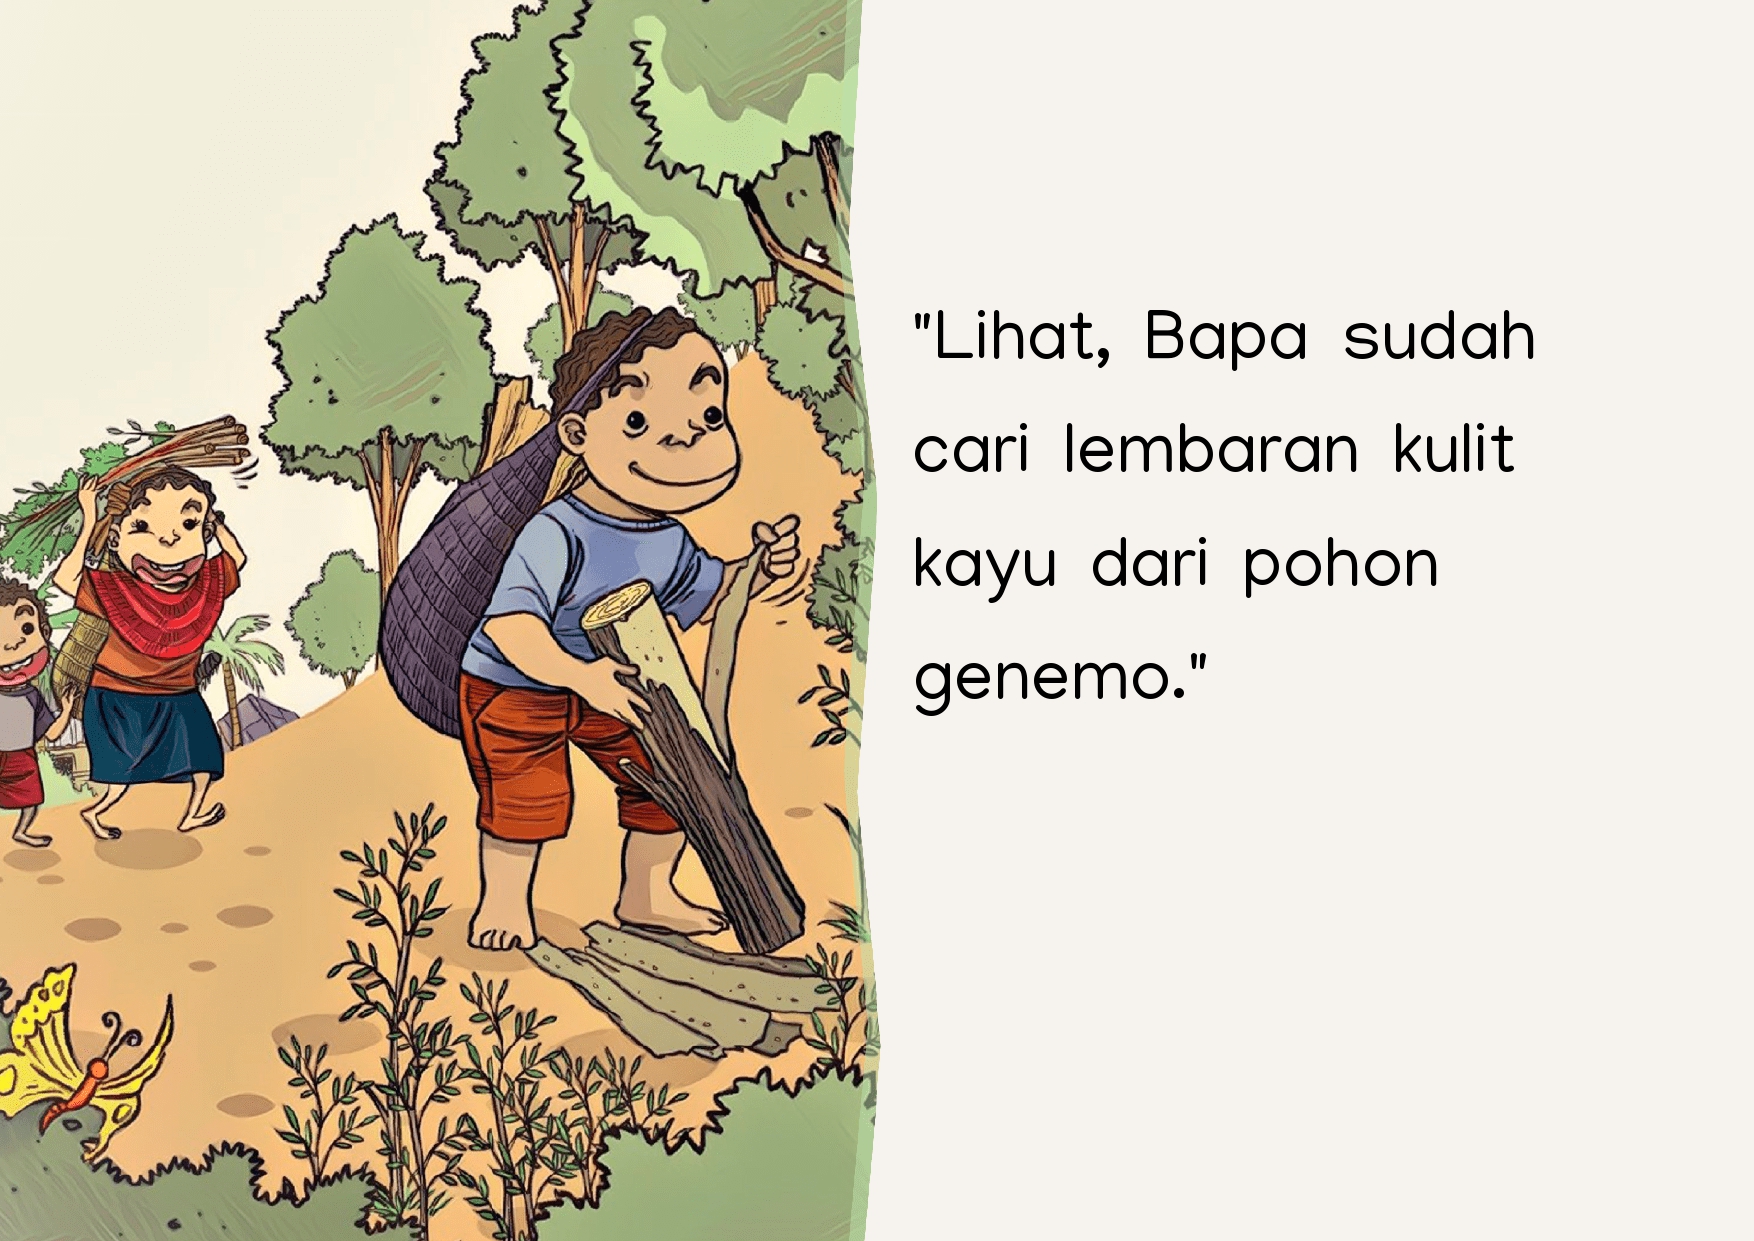 "Lihat, Bapa sudah
cari lembaran kulit
kayu dari pohon
genemo."